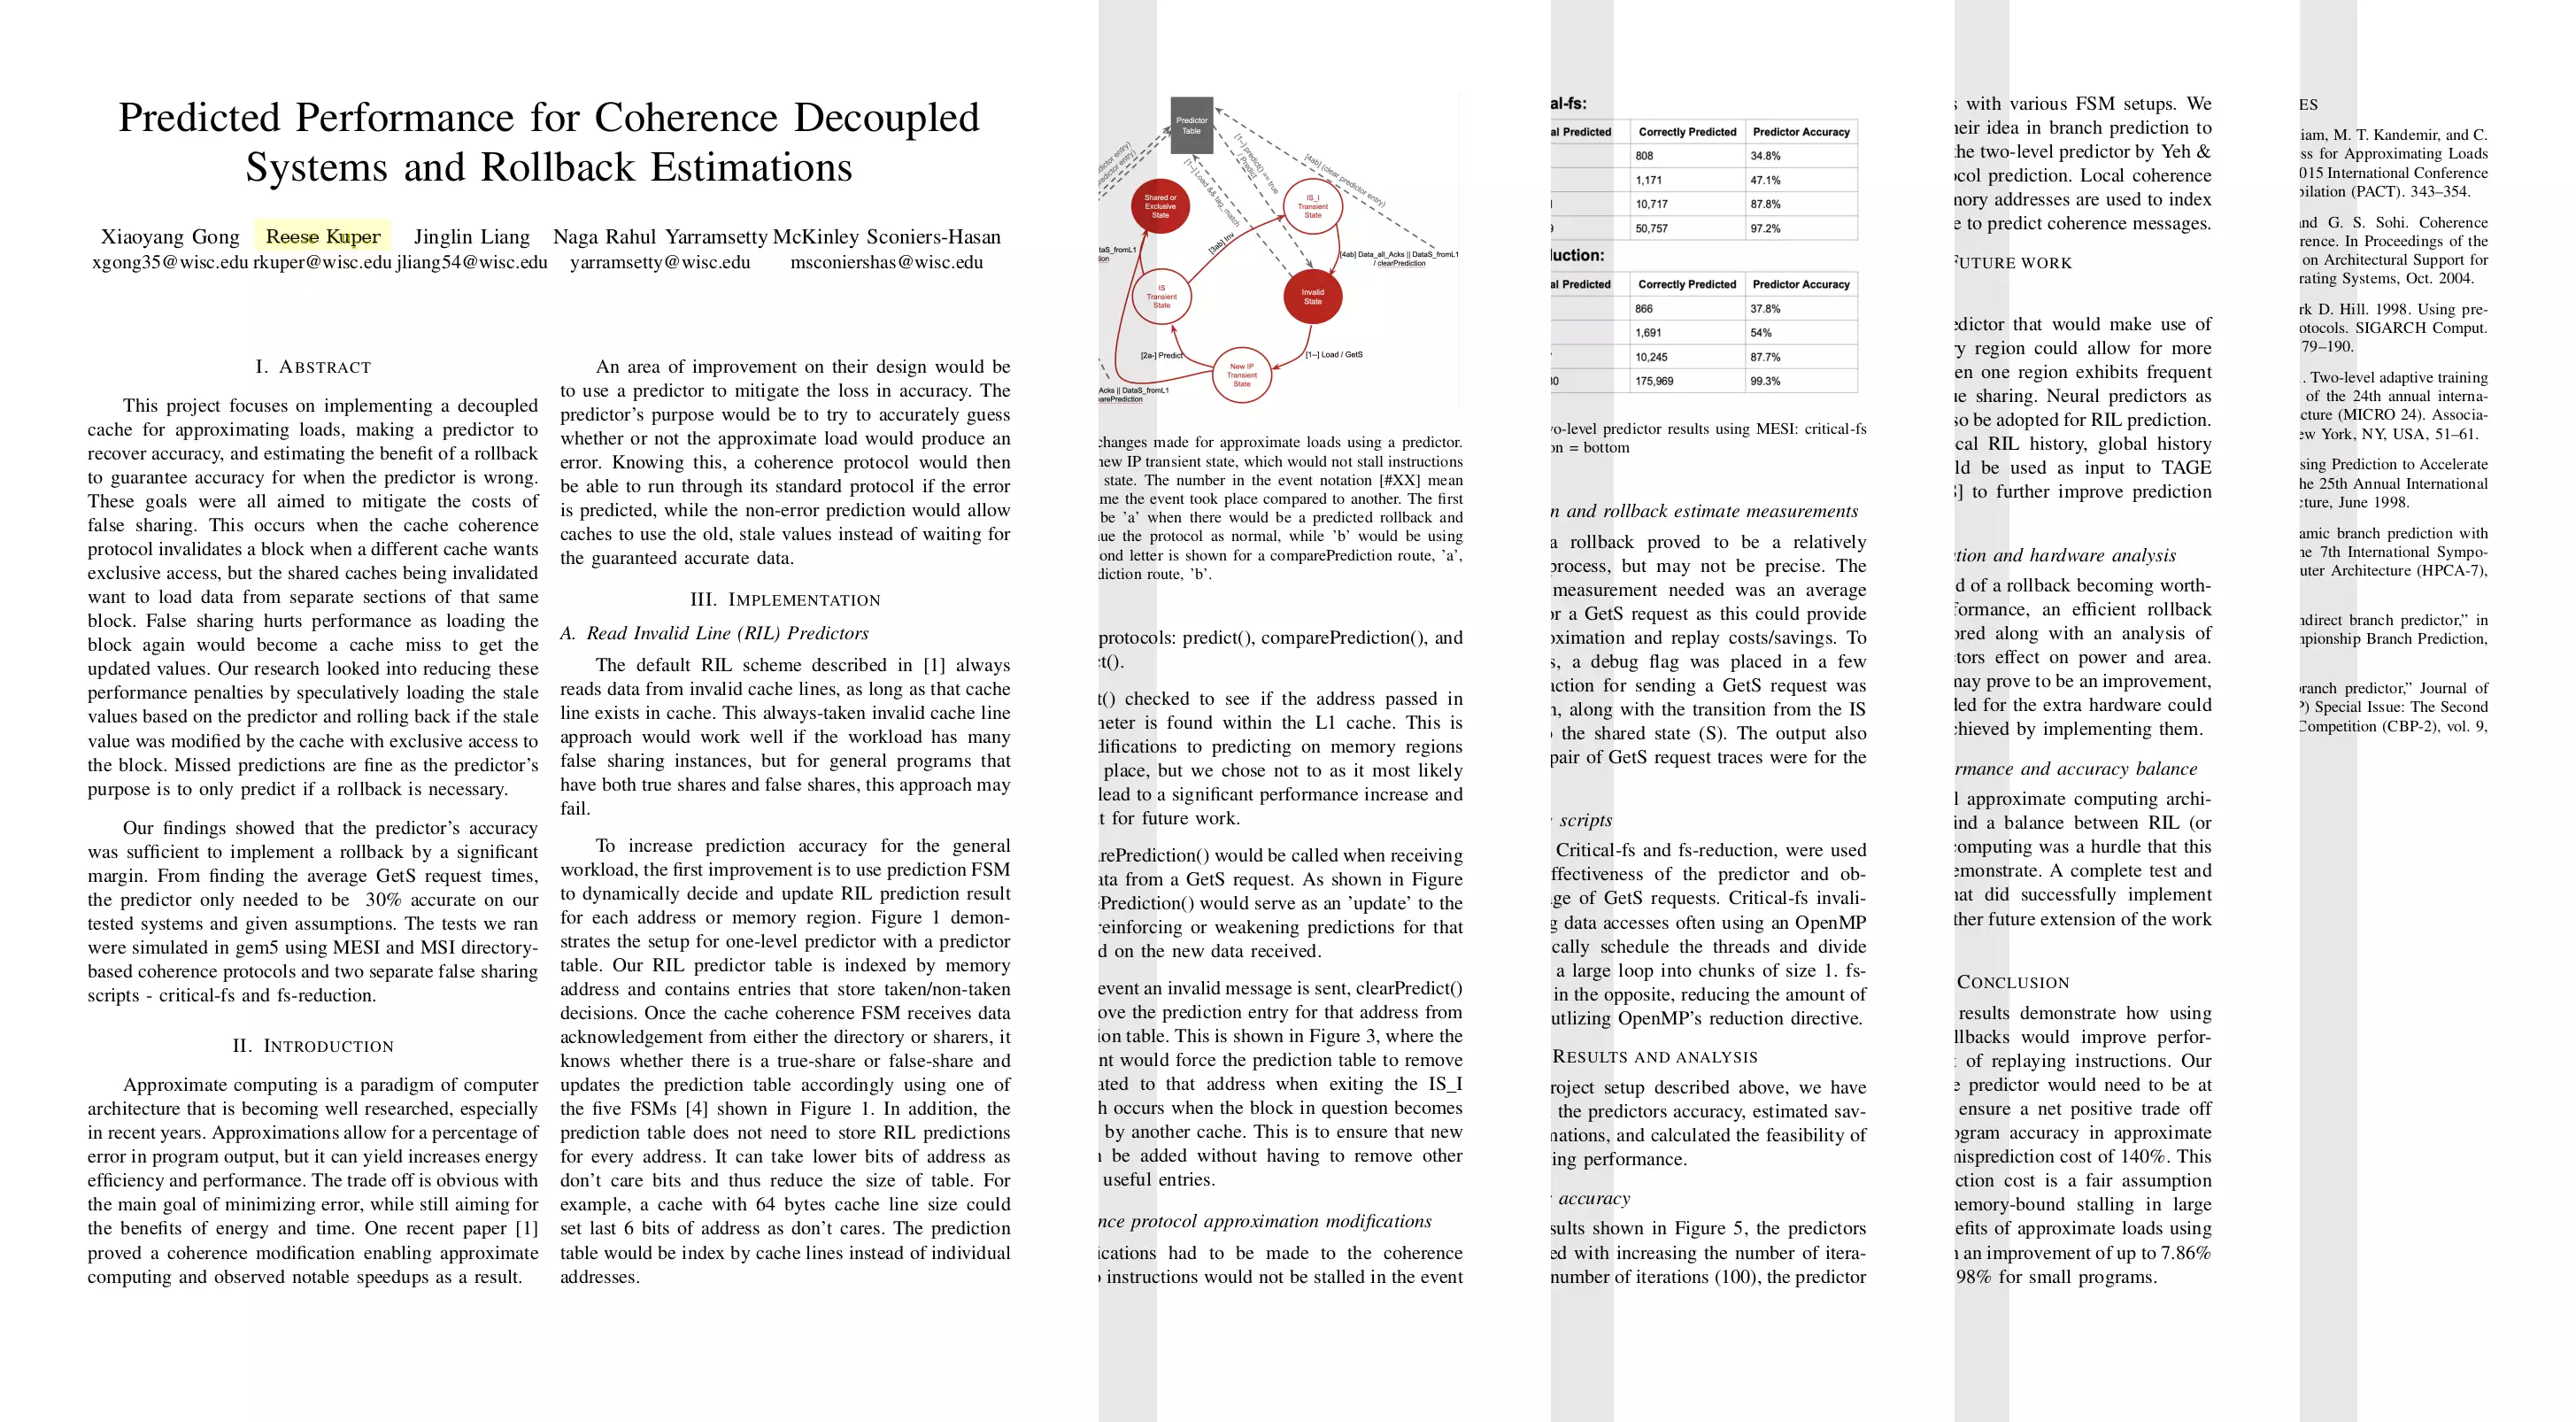 Predicted Performance for Coherence Decoupled
Systems and Rollback Estimations
Xiaoyang Gong Reese Kuper Jinglin Liang Naga Rahul Yarramsetty McKinley Sconiers-Hasan
xgong35@wisc.edu rkuper@wisc.edu jliang54@wisc.edu yarramsetty@wisc.edu msconiershas@wisc.edu
I. ABSTRACT
This project focuses on implementing a decoupled
cache for approximating loads, making a predictor to
recover accuracy, and estimating the benefit of a rollback
to guarantee accuracy for when the predictor is wrong.
These goals were all aimed to mitigate the costs of
false sharing. This occurs when the cache coherence
protocol invalidates a block when a different cache wants
exclusive access, but the shared caches being invalidated
want to load data from separate sections of that same
block. False sharing hurts performance as loading the
block again would become a cache miss to get the
updated values. Our research looked into reducing these
performance penalties by speculatively loading the stale
values based on the predictor and rolling back if the stale
value was modified by the cache with exclusive access to
the block. Missed predictions are fine as the predictor's
purpose is to only predict if a rollback is necessary.
Our findings showed that the predictor's accuracy
was sufficient to implement a rollback by a significant
margin. From finding the average GetS request times,
the predictor only needed to be 30% accurate on our
tested systems and given assumptions. The tests we ran
were simulated in gem5 using MESI and MSI directory-
based coherence protocols and two separate false sharing
scripts - critical-fs and fs-reduction.
II. INTRODUCTION
Approximate computing is a paradigm of computer
architecture that is becoming well researched, especially
in recent years. Approximations allow for a percentage of
error in program output, but it can yield increases energy
efficiency and performance. The trade off is obvious with
the main goal of minimizing error, while still aiming for
the benefits of energy and time. One recent paper [1]
proved a coherence modification enabling approximate
computing and observed notable speedups as a result.
An area of improvement on their design would be
to use a predictor to mitigate the loss in accuracy. The
predictor's purpose would be to try to accurately guess
whether or not the approximate load would produce an
error. Knowing this, a coherence protocol would then
be able to run through its standard protocol if the error
is predicted, while the non-error prediction would allow
caches to use the old, stale values instead of waiting for
the guaranteed accurate data.
III. IMPLEMENTATION
A. Read Invalid Line (RIL) Predictors
The default RIL scheme described in [1] always
reads data from invalid cache lines, as long as that cache
line exists in cache. This always-taken invalid cache line
approach would work well if the workload has many
false sharing instances, but for general programs that
have both true shares and false shares, this approach may
fail.
To increase prediction accuracy for the general
workload, the first improvement is to use prediction FSM
to dynamically decide and update RIL prediction result
for each address or memory region. Figure 1 demon-
strates the setup for one-level predictor with a predictor
table. Our RIL predictor table is indexed by memory
address and contains entries that store taken/non-taken
decisions. Once the cache coherence FSM receives data
acknowledgement from either the directory or sharers, it
knows whether there is a true-share or false-share and
updates the prediction table accordingly using one of
the five FSMs [4] shown in Figure 1. In addition, the
prediction table does not need to store RIL predictions
for every address. It can take lower bits of address as
don't care bits and thus reduce the size of table. For
example, a cache with 64 bytes cache line size could
set last 6 bits of address as don't cares. The prediction
table would be index by cache lines instead of individual
addresses.
Predictor
Table
dictor entry)
redictor entry)
[1--] Load && tag_match
[1--] predict() == true
/ Predict
[4ab] (clear predictor entry)
Shared or
Exclusive
State
IS_I
Transient
State
taS_fromL1
tion
[3ab] Inv
[4ab] Data_all_Acks || DataS_fromL1
/ clearPrediction
IS
Transient
State
Invalid
State
[2a-] Predict
[1--] Load / GetS
New IP
Transient
State
Acks || DataS_fromL1
parePrediction
changes made for approximate loads using a predictor.
new IP transient state, which would not stall instructions
state. The number in the event notation [#XX] mean
me the event took place compared to another. The first
be 'a' when there would be a predicted rollback and
nue the protocol as normal, while 'b' would be using
ond letter is shown for a comparePrediction route, 'a',
diction route, 'b'.
protocols: predict(), comparePrediction(), and
ct().
t() checked to see if the address passed in
neter is found within the L1 cache. This is
difications to predicting on memory regions
place, but we chose not to as it most likely
lead to a significant performance increase and
t for future work.
arePrediction() would be called when receiving
ata from a GetS request. As shown in Figure
ePrediction() would serve as an 'update' to the
reinforcing or weakening predictions for that
d on the new data received.
event an invalid message is sent, clearPredict()
ove the prediction entry for that address from
ion table. This is shown in Figure 3, where the
nt would force the prediction table to remove
ated to that address when exiting the IS_I
h occurs when the block in question becomes
by another cache. This is to ensure that new
n be added without having to remove other
useful entries.
nce protocol approximation modifications
ications had to be made to the coherence
o instructions would not be stalled in the event
al-fs:
al Predicted Correctly Predicted Predictor Accuracy
808 34.8%
1,171 47.1%
10,717 87.8%
9 50,757 97.2%
luction:
al Predicted Correctly Predicted Predictor Accuracy
866 37.8%
1,691 54%
10,245 87.7%
30 175,969 99.3%
vo-level predictor results using MESI: critical-fs
on = bottom
n and rollback estimate measurements
a rollback proved to be a relatively
process, but may not be precise. The
measurement needed was an average
or a GetS request as this could provide
oximation and replay costs/savings. To
s, a debug flag was placed in a few
action for sending a GetS request was
n, along with the transition from the IS
o the shared state (S). The output also
pair of GetS request traces were for the
scripts
Critical-fs and fs-reduction, were used
ffectiveness of the predictor and ob-
age of GetS requests. Critical-fs invali-
g data accesses often using an OpenMP
ically schedule the threads and divide
a large loop into chunks of size 1. fs-
in the opposite, reducing the amount of
utlizing OpenMP's reduction directive.
RESULTS AND ANALYSIS
roject setup described above, we have
the predictors accuracy, estimated sav-
mations, and calculated the feasibility of
ing performance.
accuracy
sults shown in Figure 5, the predictors
ed with increasing the number of itera-
number of iterations (100), the predictor
s with various FSM setups. We
heir idea in branch prediction to
the two-level predictor by Yeh &
ocol prediction. Local coherence
mory addresses are used to index
e to predict coherence messages.
FUTURE WORK
edictor that would make use of
ry region could allow for more
en one region exhibits frequent
ue sharing. Neural predictors as
so be adopted for RIL prediction.
cal RIL history, global history
ld be used as input to TAGE
] to further improve prediction
tion and hardware analysis
d of a rollback becoming worth-
formance, an efficient rollback
ored along with an analysis of
ctors effect on power and area.
may prove to be an improvement,
ded for the extra hardware could
chieved by implementing them.
rmance and accuracy balance
l approximate computing archi-
ind a balance between RIL (or
computing was a hurdle that this
emonstrate. A complete test and
hat did successfully implement
ther future extension of the work
CONCLUSION
results demonstrate how using
llbacks would improve perfor-
t of replaying instructions. Our
e predictor would need to be at
ensure a net positive trade off
ogram accuracy in approximate
misprediction cost of 140%. This
ction cost is a fair assumption
memory-bound stalling in large
efits of approximate loads using
n an improvement of up to 7.86%
98% for small programs.
ES
iam, M. T. Kandemir, and C.
ss for Approximating Loads
015 International Conference
pilation (PACT). 343–354.
and G. S. Sohi. Coherence
rence. In Proceedings of the
on Architectural Support for
rating Systems, Oct. 2004.
rk D. Hill. 1998. Using pre-
otocols. SIGARCH Comput.
79–190.
. Two-level adaptive training
of the 24th annual interna-
cture (MICRO 24). Associa-
ew York, NY, USA, 51–61.
sing Prediction to Accelerate
he 25th Annual International
cture, June 1998.
amic branch prediction with
he 7th International Sympo-
uter Architecture (HPCA-7),
ndirect branch predictor," in
mpionship Branch Prediction,
branch predictor," Journal of
P) Special Issue: The Second
Competition (CBP-2), vol. 9,